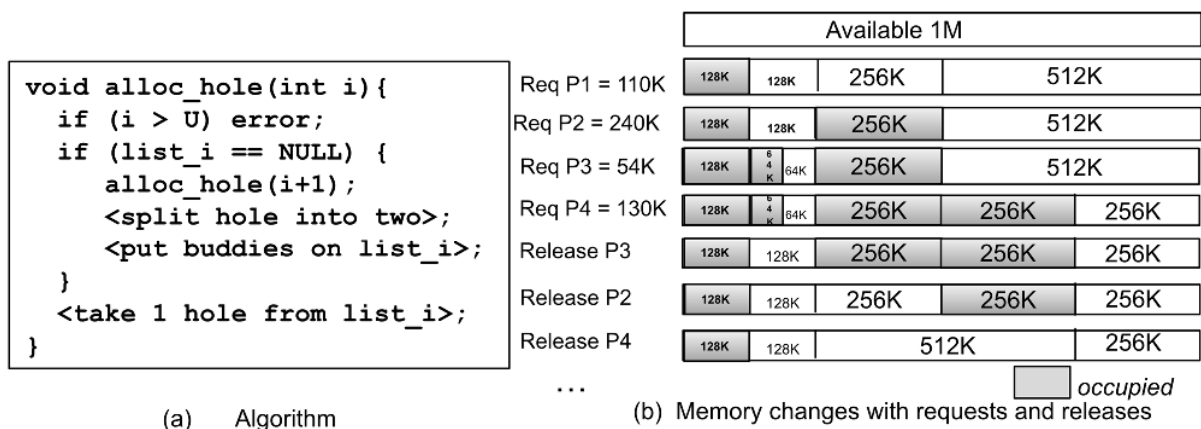 void alloc_hole(int i){
if (i > U) error;
if (list_i == NULL) {
alloc_hole(i+1);
<split hole into two>;
<put buddies on list_i>;
}
<take 1 hole from list_i>;
}
(a) Algorithm
Available 1M
Req P1 = 110K 128K 128K 256K 512K
Req P2 = 240K 128K 128K 256K 512K
Req P3 = 54K 128K 64K 64K 256K 512K
Req P4 = 130K 128K 64K 64K 256K 256K 256K
Release P3 128K 128K 256K 256K 256K
Release P2 128K 128K 256K 256K 256K
Release P4 128K 128K 512K 256K
...
occupied
(b) Memory changes with requests and releases